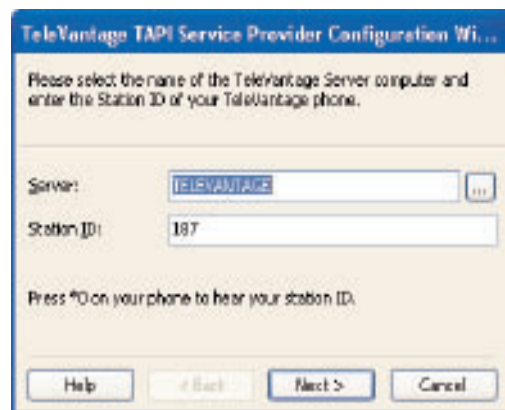 TeleVantage TAPI Service Provider Configuration Wi...
Please select the name of the TeleVantage Server computer and
enter the Station ID of your TeleVantage phone.
Server:
TELEVANTAGE
...
Station ID:
187
Press *0 on your phone to hear your station ID.
Help
< Back
Next >
Cancel